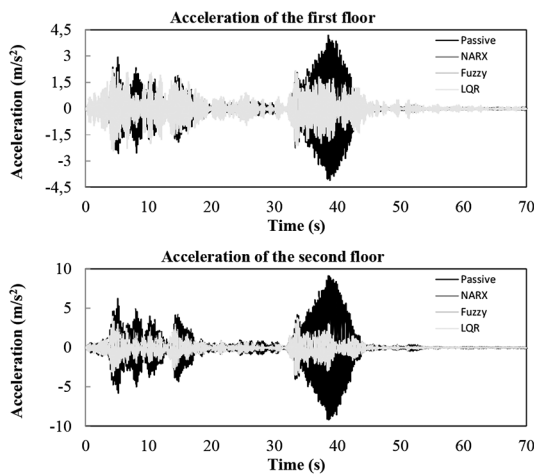 Acceleration of the first floor
4,5
3
1,5
0
-1,5
-3
-4,5
Acceleration (m/s²)
Passive
NARX
Fuzzy
LQR
0 10 20 30 40 50 60 70
Time (s)
Acceleration of the second floor
10
5
0
-5
-10
Acceleration (m/s²)
Passive
NARX
Fuzzy
LQR
0 10 20 30 40 50 60 70
Time (s)